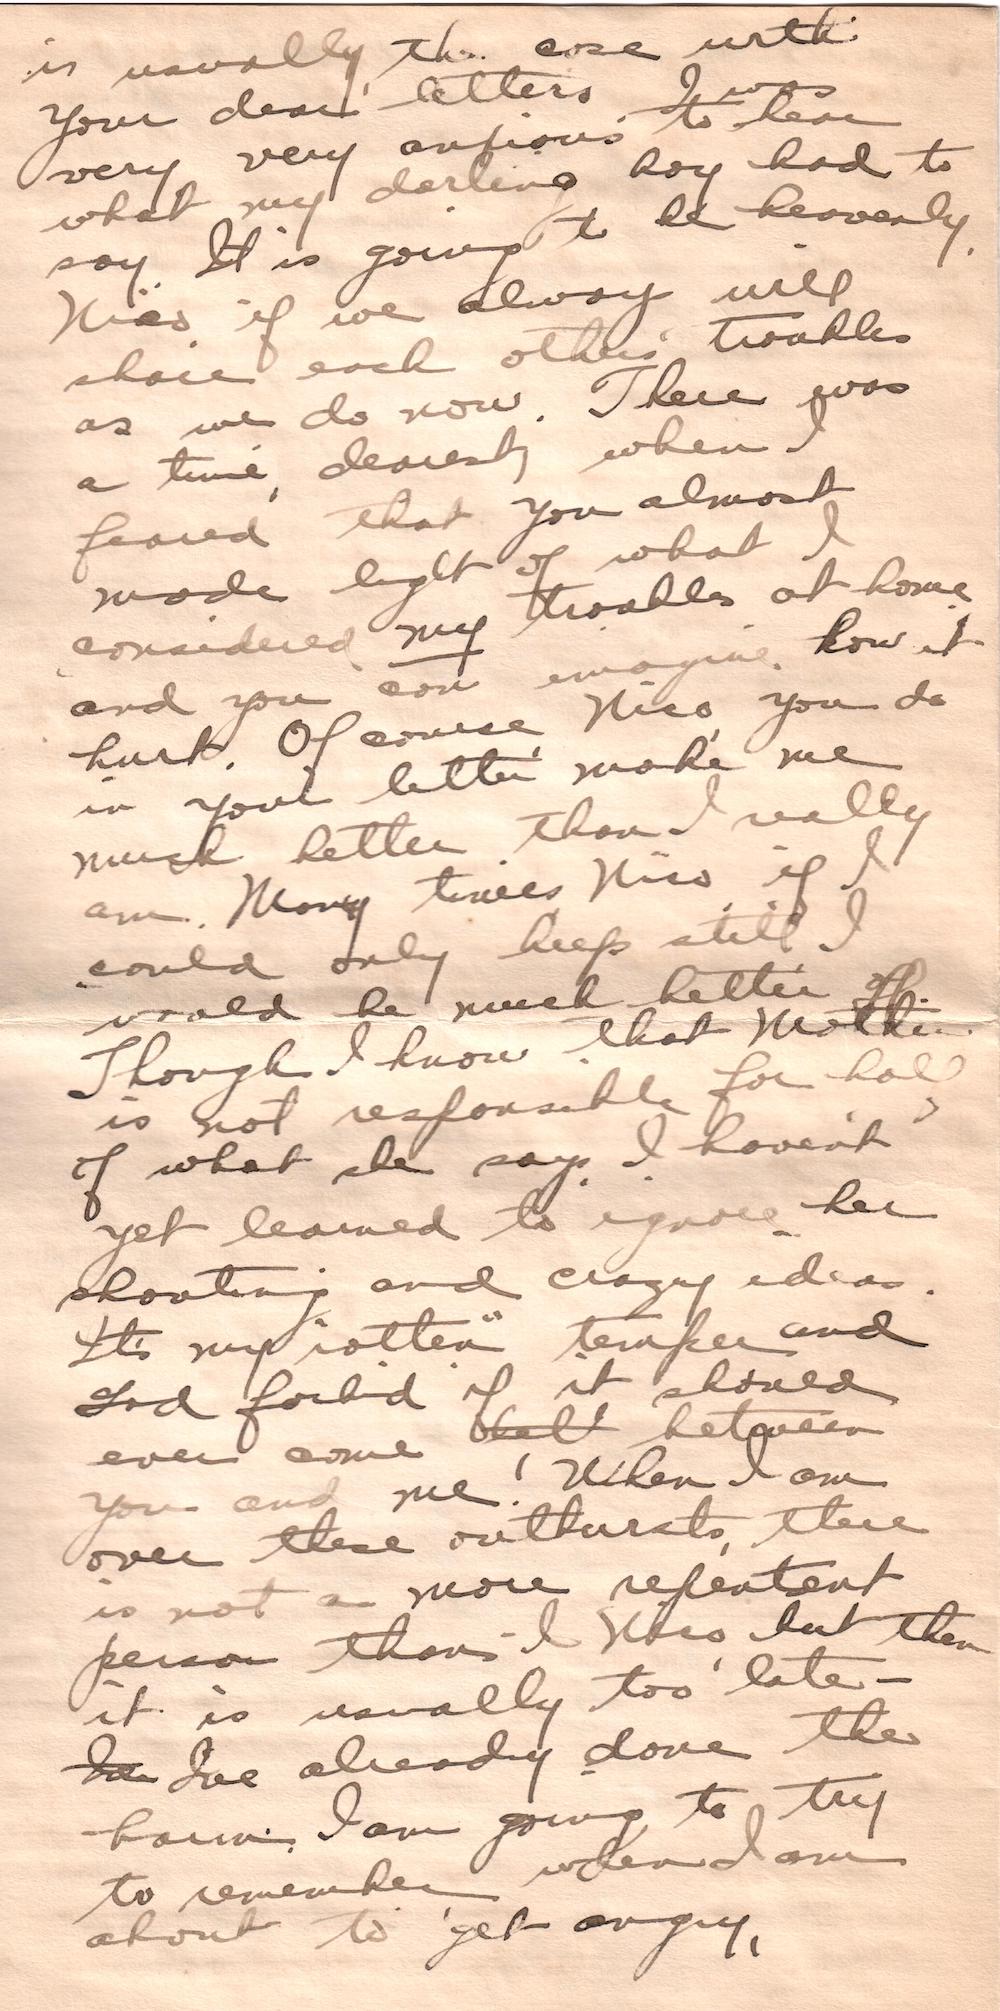 is usually the case with
your dear letters I was
very very anxious to hear
what my darling boy had to
say. It is going to be heavenly,
Nico if we always will
share each others troubles
as we do now. There was
a time, dearest, when I
feared that you almost
made light of what I
considered my troubles at home
and you can imagine how it
hurt. Of course Nico, you do
in your letter make me
much better than I really
am. Many times Nico, if I
could only keep still I
would be much better off.
Though I know that Mother
is not responsible for half
of what she says, I haven't
yet learned to ignore her
shouting and crazy ideas.
It's my "rotten" temper and
God forbid if it should
ever come between
you and me! When I am
over these outbursts, there
is not a more repentent
person than I Nico, but then
it is usually too late -
I've already done the
harm. I am going to try
to remember when I am
about to get angry,